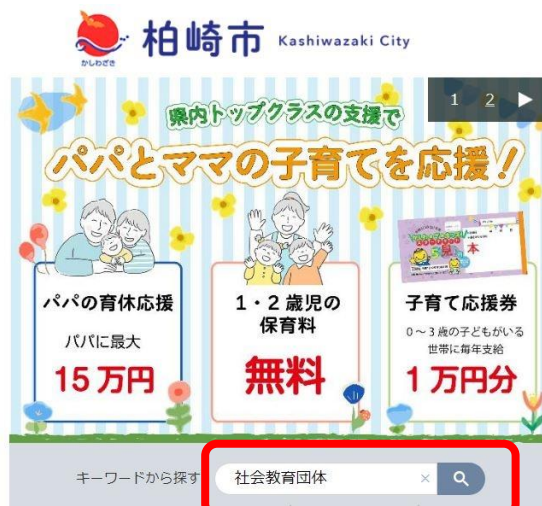 柏崎市 Kashiwazaki City
かしわざき
1 2 ▶
県内トップクラスの支援で
パパとママの子育てを応援!
パパの育休応援
パパに最大
15万円
1・2歳児の
保育料
無料
見本
子育て応援券
0~3歳の子どもがいる
世帯に毎年支給
1万円分
キーワードから探す
社会教育団体 ×